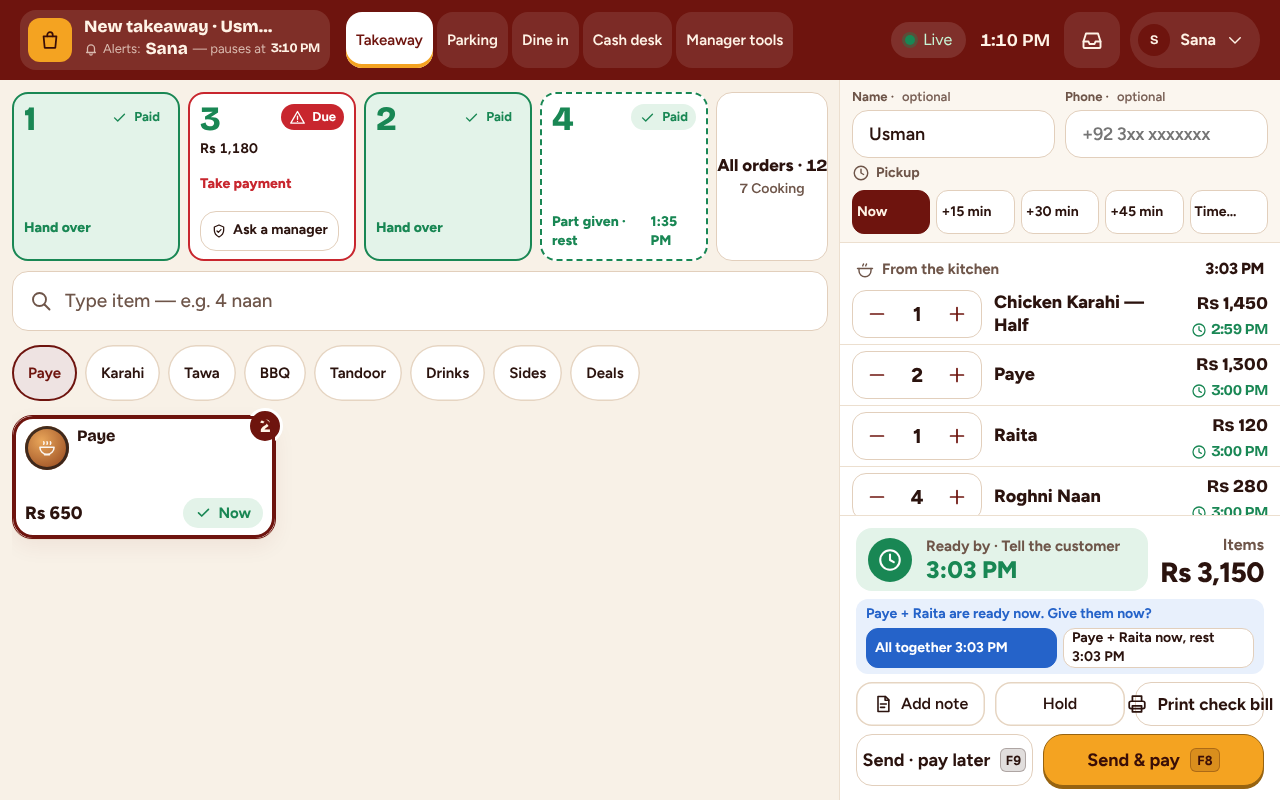 New takeaway · Usm...
Alerts: Sana — pauses at 3:10 PM
Takeaway
Parking
Dine in
Cash desk
Manager tools
Live
1:10 PM
S
Sana
1
Paid
Hand over
3
Due
Rs 1,180
Take payment
Ask a manager
2
Paid
Hand over
4
Paid
Part given · rest
1:35 PM
All orders · 12
7 Cooking
Type item — e.g. 4 naan
Paye
Karahi
Tawa
BBQ
Tandoor
Drinks
Sides
Deals
Paye
2
Rs 650
Now
Name · optional
Usman
Phone · optional
+92 3xx xxxxxxx
Pickup
Now
+15 min
+30 min
+45 min
Time...
From the kitchen
3:03 PM
1
Chicken Karahi — Half
Rs 1,450
2:59 PM
2
Paye
Rs 1,300
3:00 PM
1
Raita
Rs 120
3:00 PM
4
Roghni Naan
Rs 280
3:00 PM
Ready by · Tell the customer
3:03 PM
Items
Rs 3,150
Paye + Raita are ready now. Give them now?
All together 3:03 PM
Paye + Raita now, rest 3:03 PM
Add note
Hold
Print check bill
Send · pay later F9
Send & pay F8